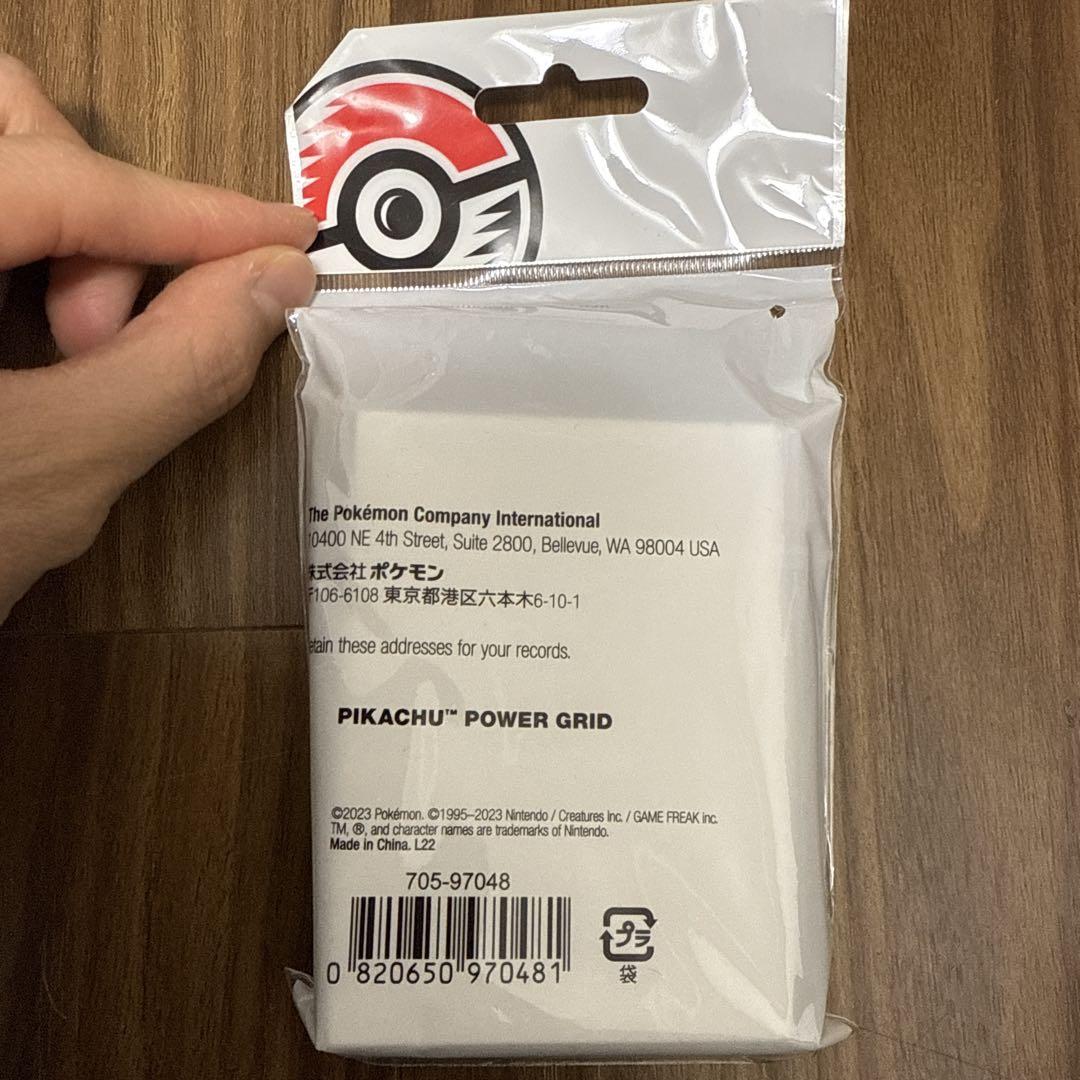 The Pokémon Company International
10400 NE 4th Street, Suite 2800, Bellevue, WA 98004 USA
株式会社ポケモン
〒106-6108 東京都港区六本木6-10-1
etain these addresses for your records.
PIKACHU™ POWER GRID
©2023 Pokémon. ©1995–2023 Nintendo / Creatures Inc. / GAME FREAK inc.
TM, ®, and character names are trademarks of Nintendo.
Made in China. L22
705-97048
0 820650 970481
プラ
袋